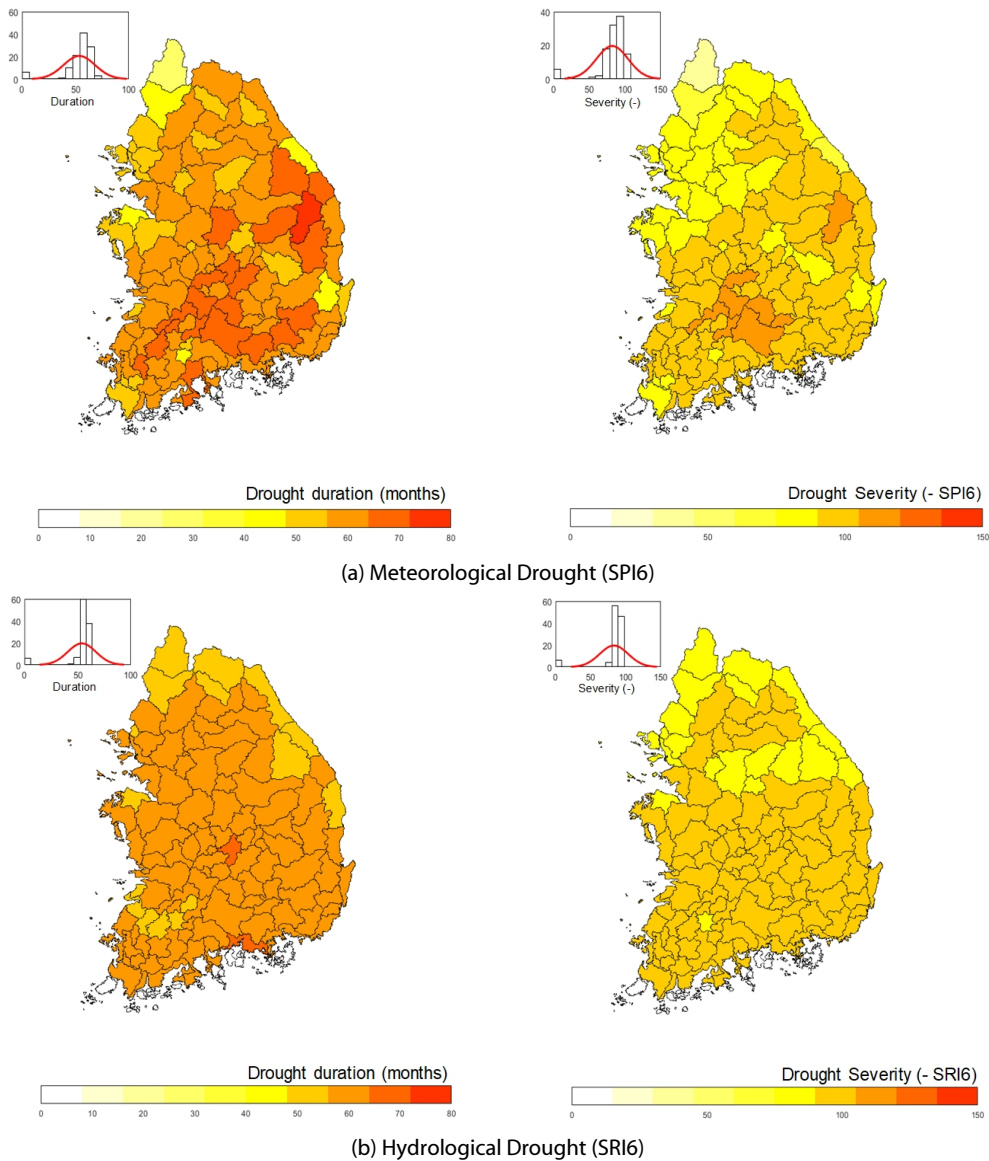 60
40
20
0
0
50
100
Duration
40
20
0
0
50
100
150
Severity (-)
Drought duration (months)
0 10 20 30 40 50 60 70 80
Drought Severity (- SPI6)
0 50 100 150
(a) Meteorological Drought (SPI6)
60
40
20
0
0
50
100
Duration
60
40
20
0
0
50
100
150
Severity (-)
Drought duration (months)
0 10 20 30 40 50 60 70 80
Drought Severity (- SRI6)
0 50 100 150
(b) Hydrological Drought (SRI6)